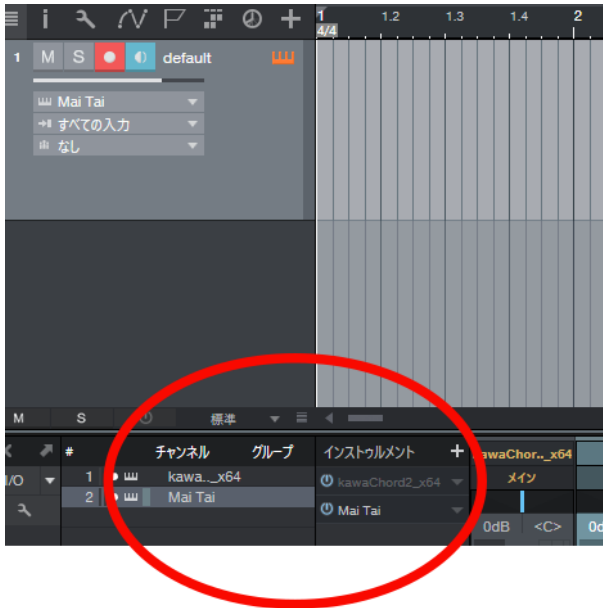 1 1.2 1.3 1.4 2
4/4
1 M S default
Mai Tai
すべての入力
なし
M S 標準
# チャンネル グループ インストゥルメント + kawaChor.._x64
I/O 1 kawa.._x64 kawaChord2_x64 メイン
2 Mai Tai Mai Tai
0dB <C>